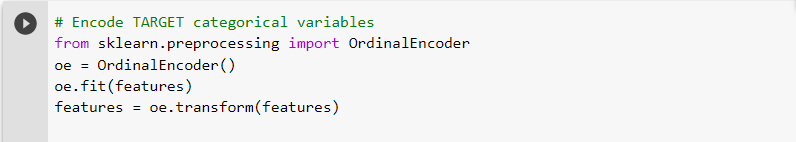 # Encode TARGET categorical variables
from sklearn.preprocessing import OrdinalEncoder
oe = OrdinalEncoder()
oe.fit(features)
features = oe.transform(features)